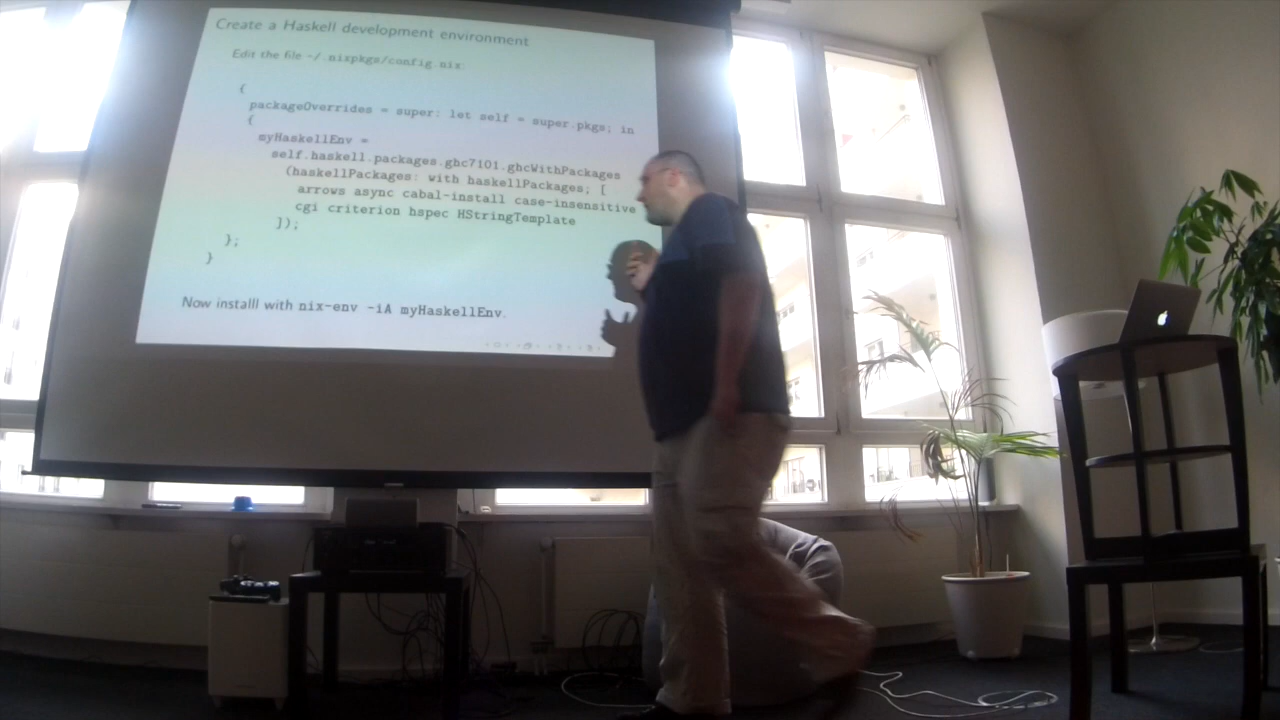 Create a Haskell development environment
Edit the file ~/.nixpkgs/config.nix:
{
packageOverrides = super: let self = super.pkgs; in
{
myHaskellEnv =
self.haskell.packages.ghc7101.ghcWithPackages
(haskellPackages: with haskellPackages; [
arrows async cabal-install case-insensitive
cgi criterion hspec HStringTemplate
]);
};
}
Now installl with nix-env -iA myHaskellEnv.